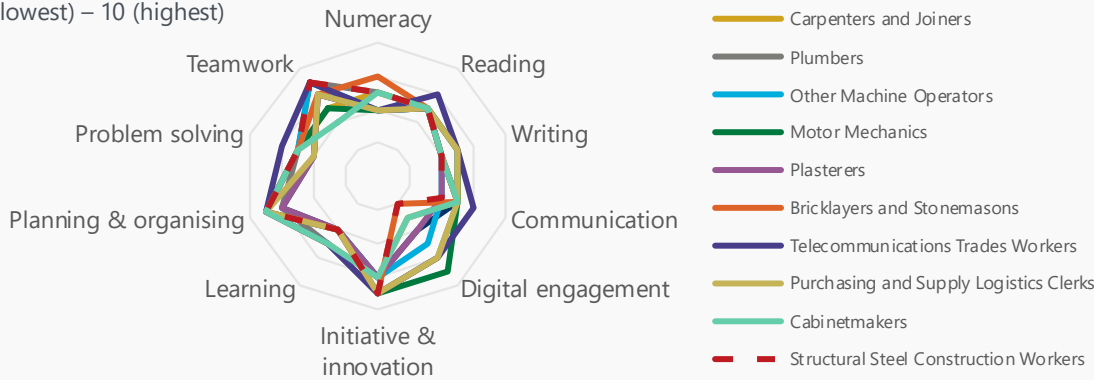 lowest) – 10 (highest)
Numeracy
Teamwork
Reading
Problem solving
Writing
Planning & organising
Communication
Learning
Digital engagement
Initiative &
innovation
Carpenters and Joiners
Plumbers
Other Machine Operators
Motor Mechanics
Plasterers
Bricklayers and Stonemasons
Telecommunications Trades Workers
Purchasing and Supply Logistics Clerks
Cabinetmakers
Structural Steel Construction Workers